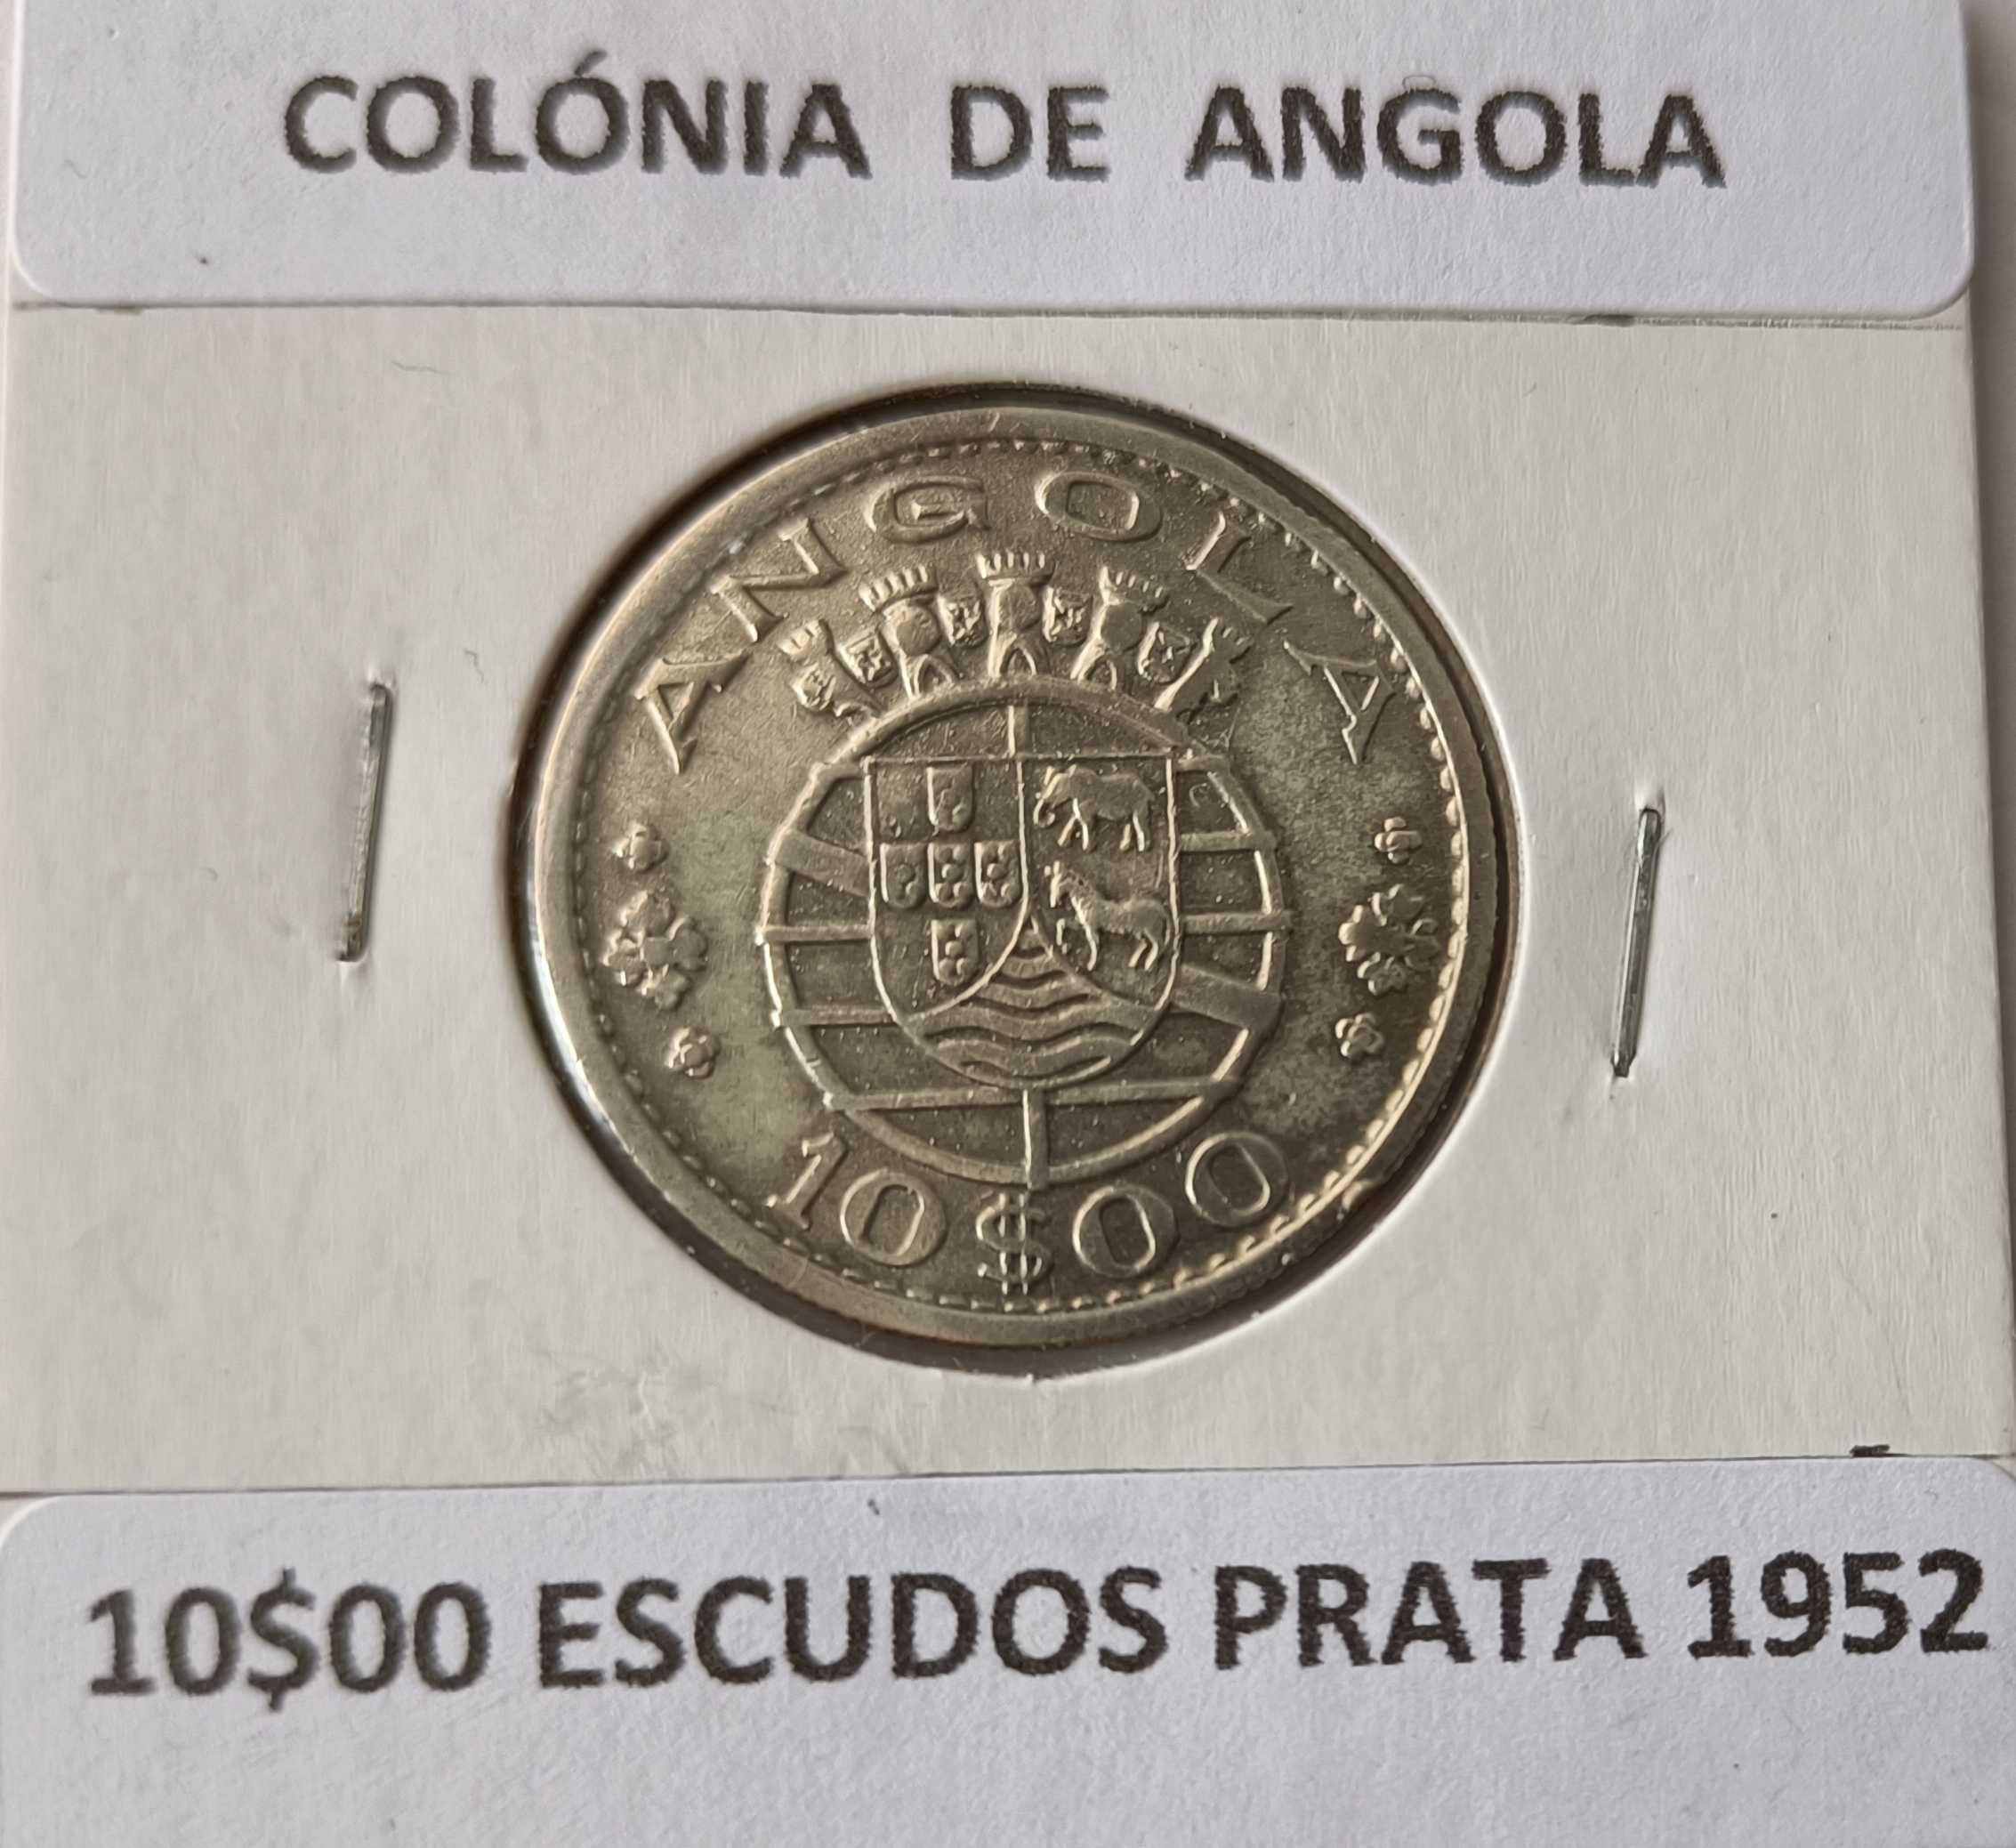 COLÓNIA DE ANGOLA
ANGOLA
10$00
10$00 ESCUDOS PRATA 1952